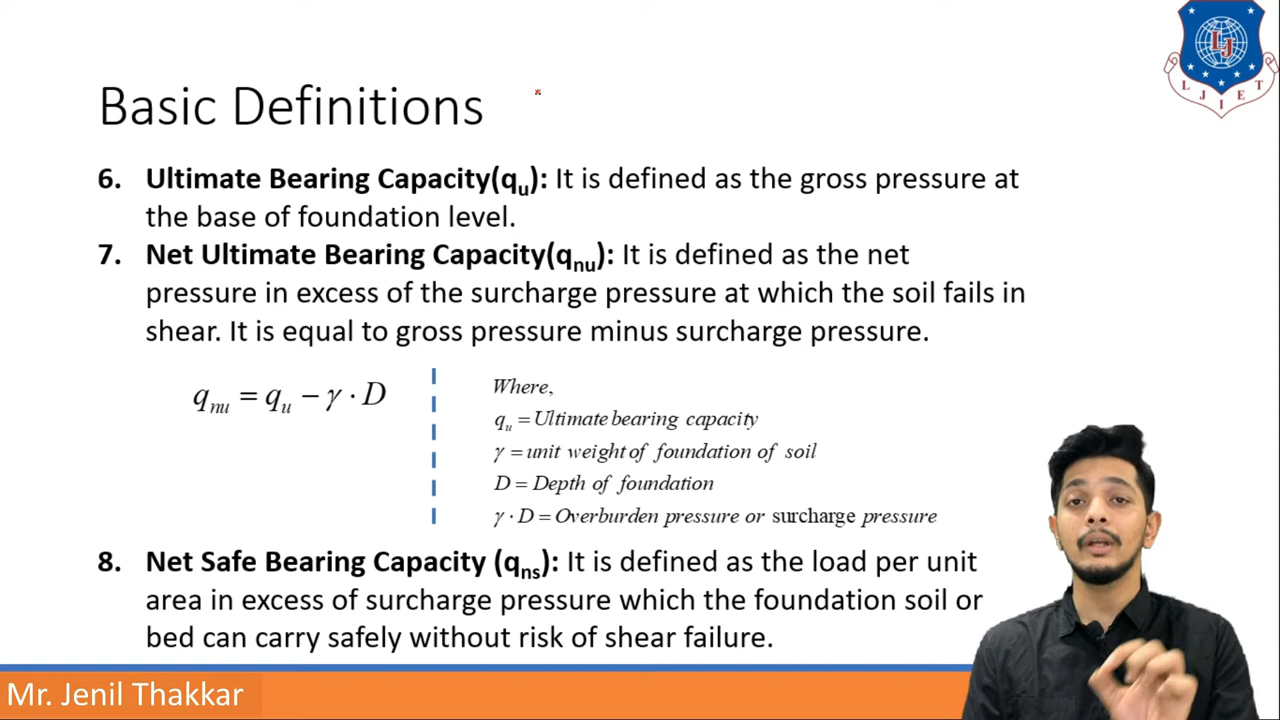 L J I E T
LJ
Basic Definitions
6. Ultimate Bearing Capacity(qu): It is defined as the gross pressure at
the base of foundation level.
7. Net Ultimate Bearing Capacity(qnu): It is defined as the net
pressure in excess of the surcharge pressure at which the soil fails in
shear. It is equal to gross pressure minus surcharge pressure.
qnu = qu − γ · D
Where,
qu = Ultimate bearing capacity
γ = unit weight of foundation of soil
D = Depth of foundation
γ · D = Overburden pressure or surcharge pressure
8. Net Safe Bearing Capacity (qns): It is defined as the load per unit
area in excess of surcharge pressure which the foundation soil or
bed can carry safely without risk of shear failure.
Mr. Jenil Thakkar